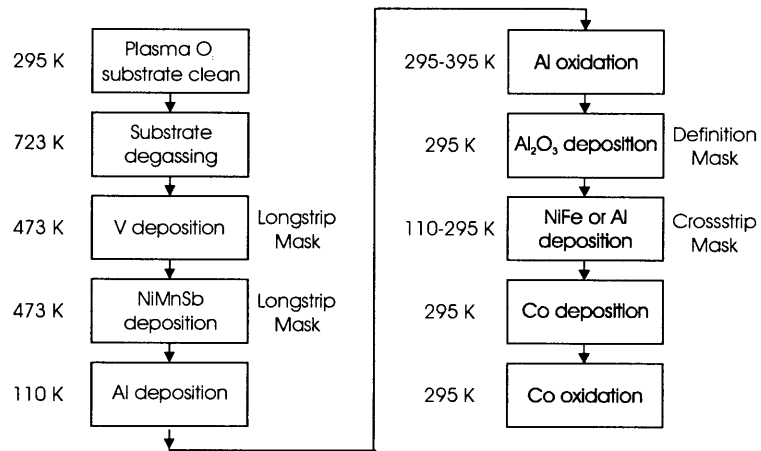 295 K
Plasma O
substrate clean
723 K
Substrate
degassing
473 K
V deposition
Longstrip
Mask
473 K
NiMnSb
deposition
Longstrip
Mask
110 K
Al deposition
295-395 K
Al oxidation
295 K
Al₂O₃ deposition
Definition
Mask
110-295 K
NiFe or Al
deposition
Crossstrip
Mask
295 K
Co deposition
295 K
Co oxidation